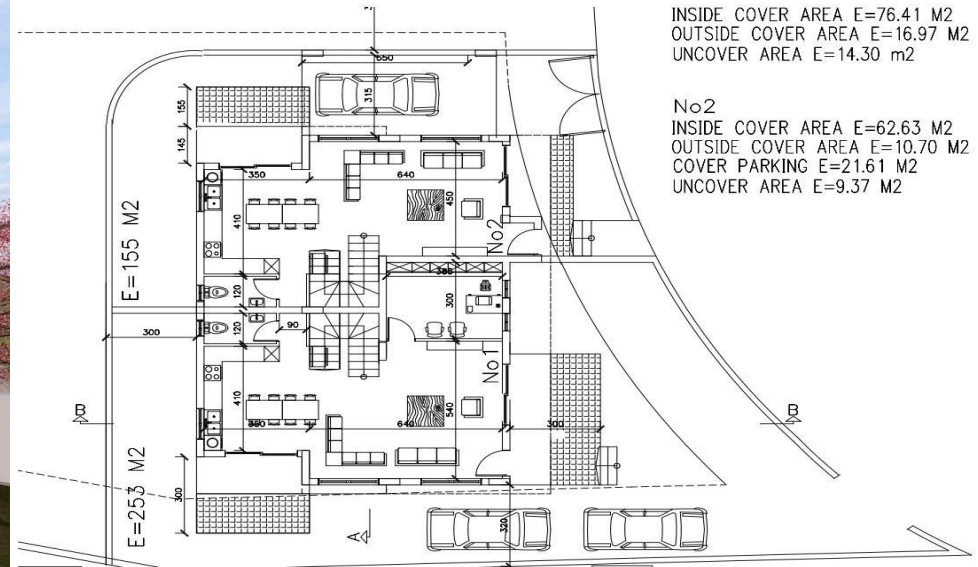 INSIDE COVER AREA E=76.41 M2
OUTSIDE COVER AREA E=16.97 M2
UNCOVER AREA E=14.30 m2
No2
INSIDE COVER AREA E=62.63 M2
OUTSIDE COVER AREA E=10.70 M2
COVER PARKING E=21.61 M2
UNCOVER AREA E=9.37 M2
550
315
155
145
350
640
410
450
E=155 M2
No2
385
120
300
120
90
300
No1
410
540
350
640
300
B
B
E=253 M2
300
A
320